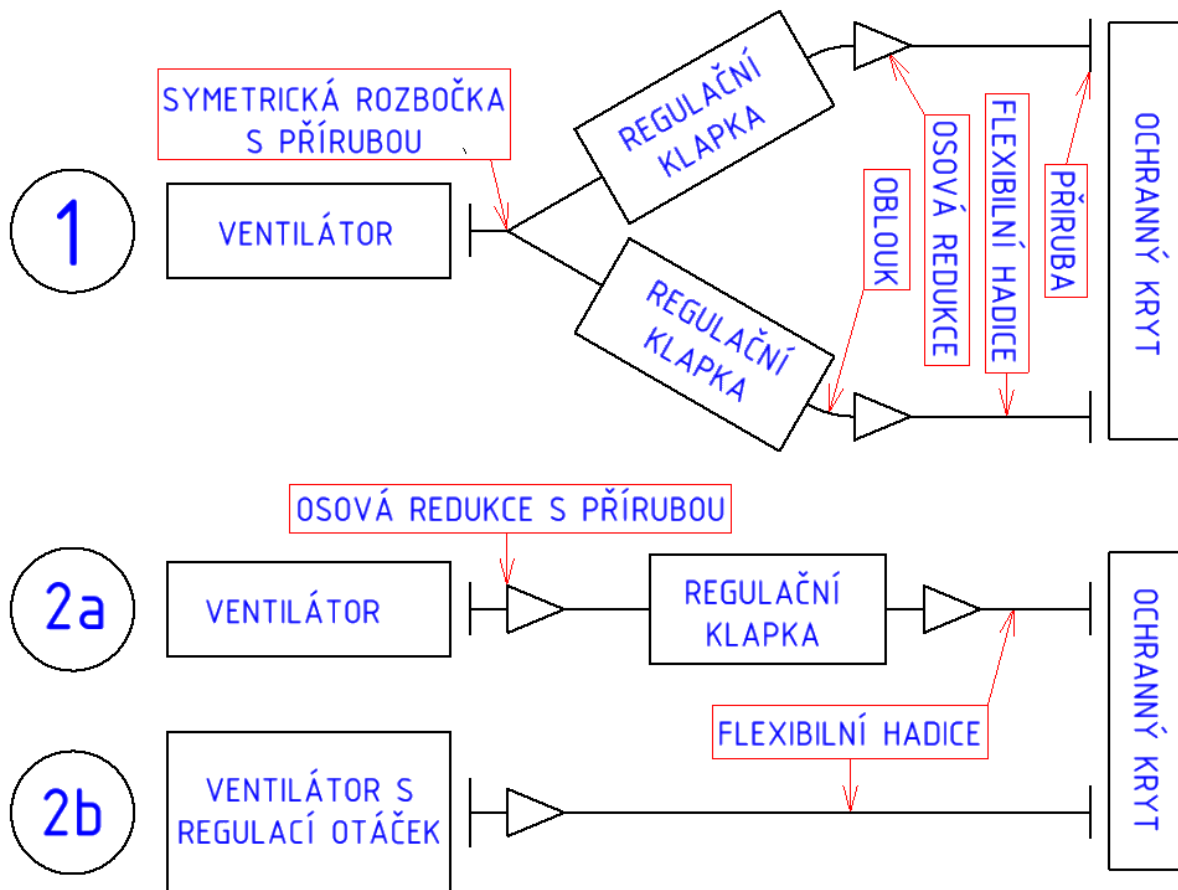 SYMETRICKÁ ROZBOČKA
S PŘÍRUBOU
1
VENTILÁTOR
REGULAČNÍ
KLAPKA
REGULAČNÍ
KLAPKA
OBLOUK
OSOVÁ REDUKCE
FLEXIBILNÍ HADICE
PŘÍRUBA
OCHRANNÝ KRYT
OSOVÁ REDUKCE S PŘÍRUBOU
2a
VENTILÁTOR
REGULAČNÍ
KLAPKA
FLEXIBILNÍ HADICE
OCHRANNÝ KRYT
2b
VENTILÁTOR S
REGULACÍ OTÁČEK